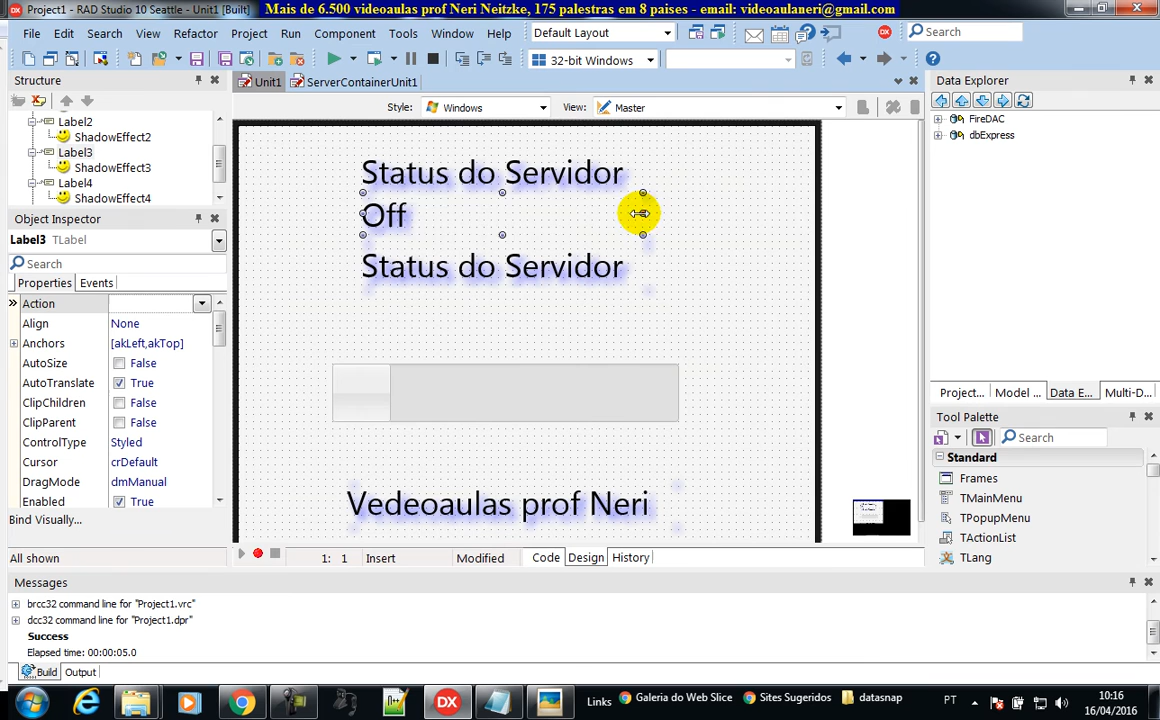 Project1 - RAD Studio 10 Seattle - Unit1 [Built]
Mais de 6.500 videoaulas prof Neri Neitzke, 175 palestras em 8 paises - email: videoaulaneri@gmail.com
File Edit Search View Refactor Project Run Component Tools Window Help Default Layout Search
32-bit Windows
Structure
Unit1 ServerContainerUnit1
Data Explorer
Style: Windows View: Master
Label2
ShadowEffect2
Label3
ShadowEffect3
Label4
ShadowEffect4
FireDAC
dbExpress
Status do Servidor
Off
Status do Servidor
Vedeoaulas prof Neri
Object Inspector
Label3 TLabel
Search
Properties Events
Action
Align None
Anchors [akLeft,akTop]
AutoSize False
AutoTranslate True
ClipChildren False
ClipParent False
ControlType Styled
Cursor crDefault
DragMode dmManual
Enabled True
Bind Visually...
All shown
1: 1 Insert Modified Code Design History
Project... Model ... Data E... Multi-D...
Tool Palette
Search
Standard
Frames
TMainMenu
TPopupMenu
TActionList
TLang
Messages
brcc32 command line for "Project1.vrc"
dcc32 command line for "Project1.dpr"
Success
Elapsed time: 00:00:05.0
Build Output
DX
Links Galeria do Web Slice Sites Sugeridos datasnap PT
10:16
16/04/2016